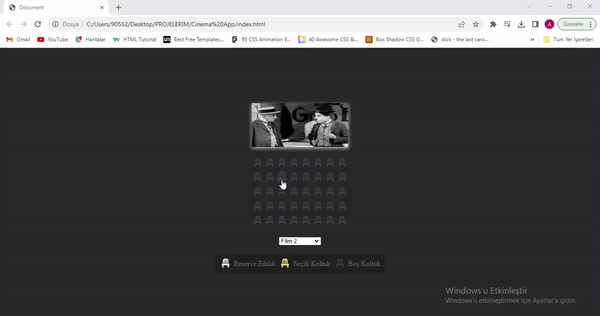 Document
Dosya | C:/Users/90552/Desktop/PROJELERİM/Cinema%20App/index.html
Güncelle
Gmail YouTube Haritalar HTML Tutorial Best Free Templates... 95 CSS Animation E... 40 Awesome CSS &... Box Shadow CSS G... slick - the last caro... » Tüm Yer İşaretleri
Film 2
Reserve Edildi Seçili Koltuk Boş Koltuk
Windows'u Etkinleştir
Windows'u etkinleştirmek için Ayarlar'a gidin.